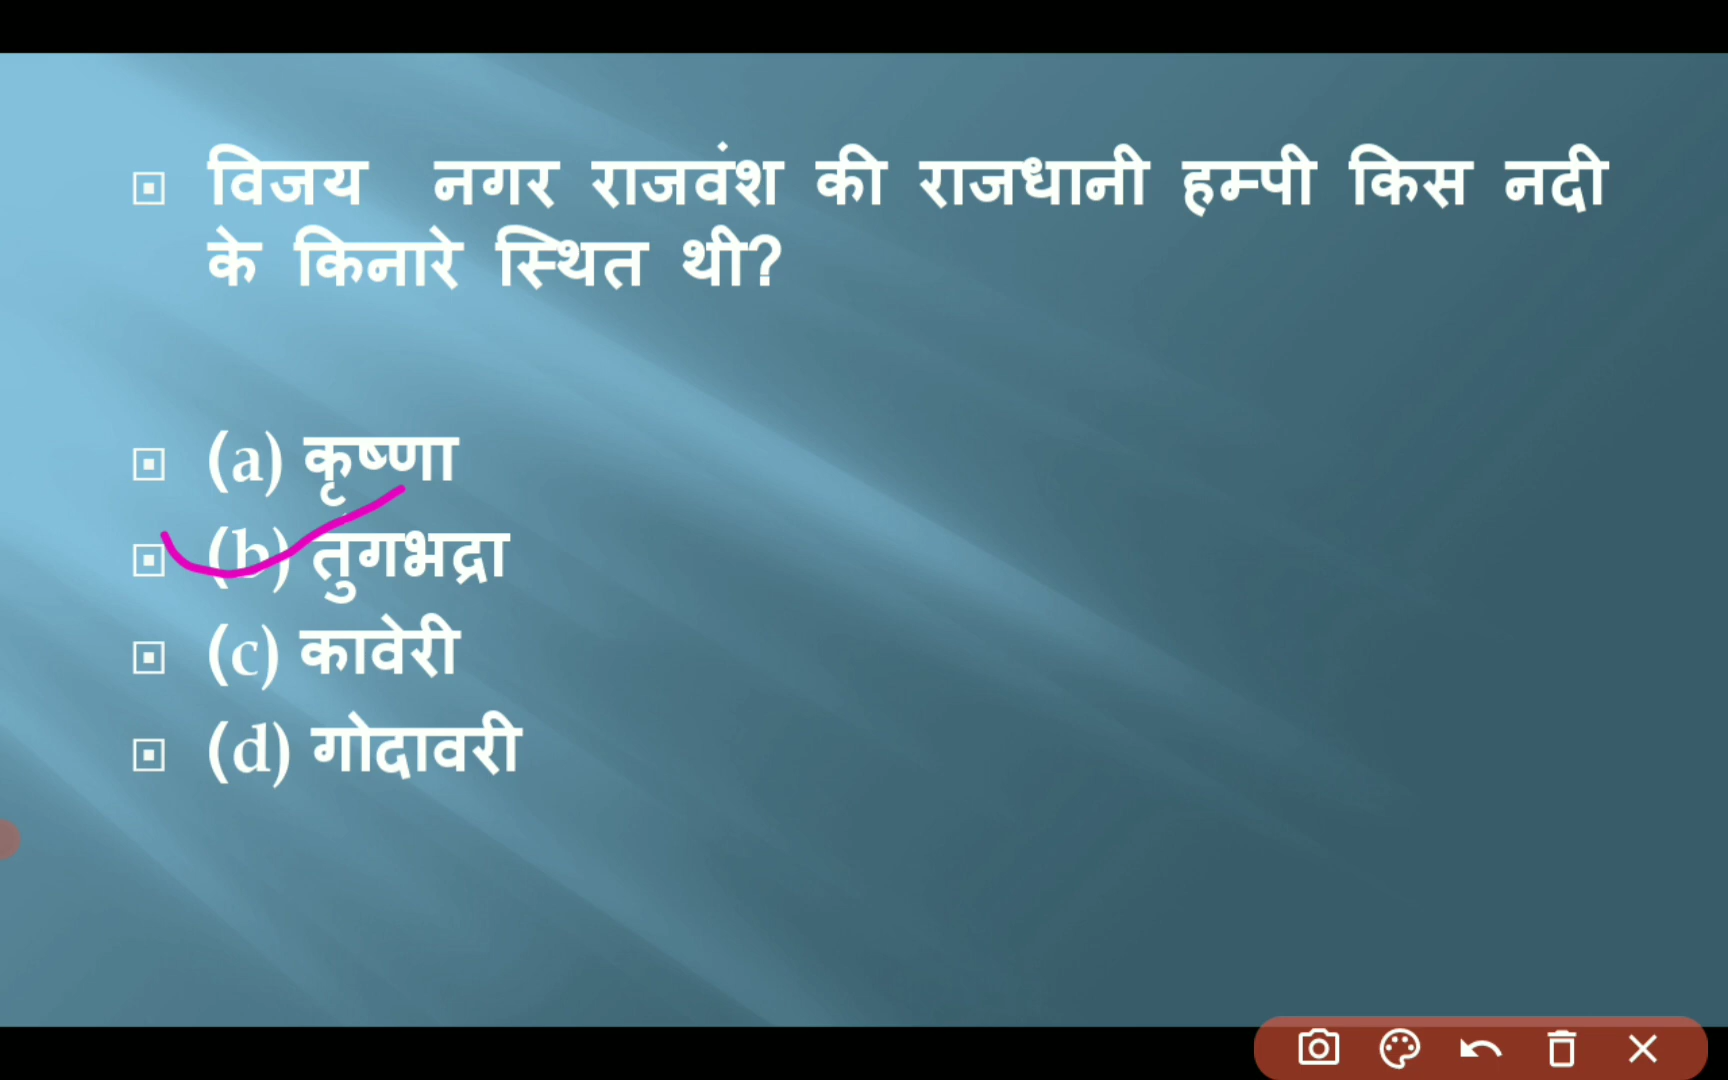 विजय नगर राजवंश की राजधानी हम्पी किस नदी
के किनारे स्थित थी?
(a) कृष्णा
(b) तुंगभद्रा
(c) कावेरी
(d) गोदावरी